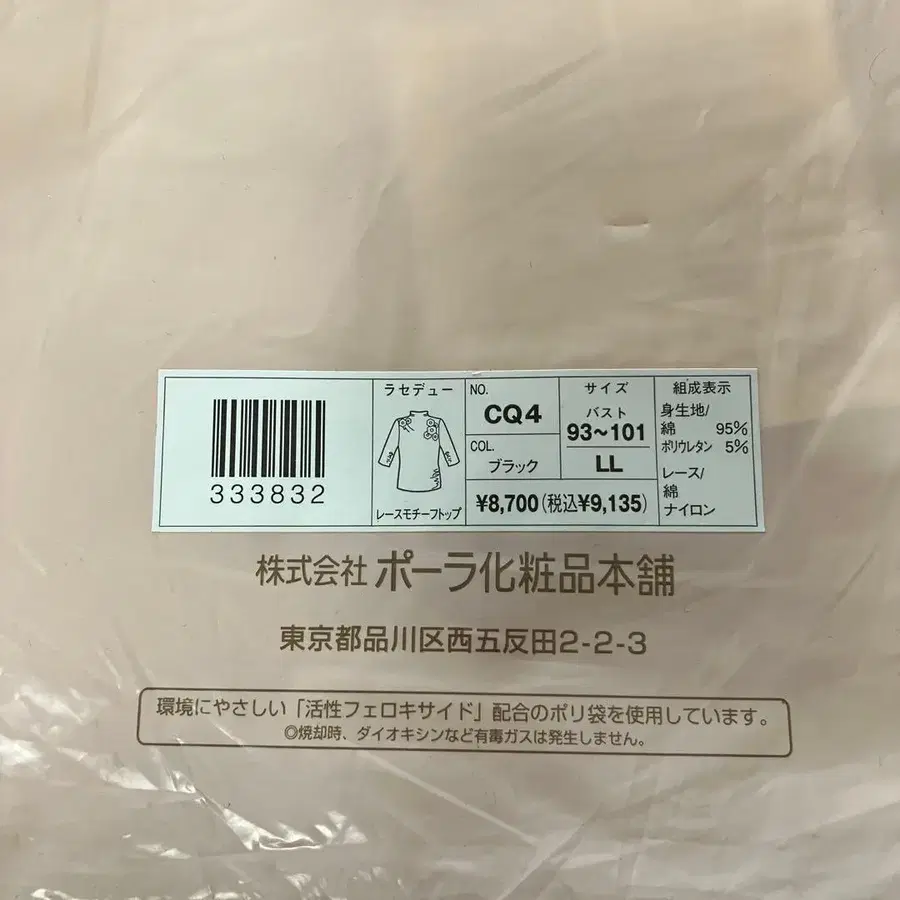 333832
ラセデュー
レースモチーフトップ
NO.
CQ4
COL.
ブラック
サイズ
バスト
93~101
LL
¥8,700(税込¥9,135)
組成表示
身生地/
綿 95%
ポリウレタン 5%
レース/
綿
ナイロン
株式会社 ポーラ化粧品本舗
東京都品川区西五反田2-2-3
環境にやさしい「活性フェロキサイド」配合のポリ袋を使用しています。
◎焼却時、ダイオキシンなど有毒ガスは発生しません。